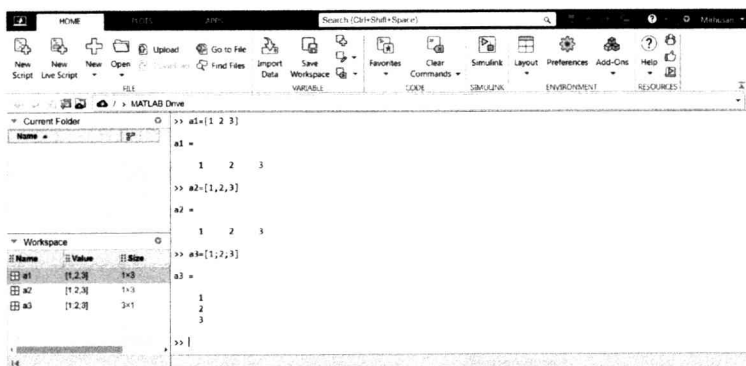 HOME PLOTS APPS Search (Ctrl+Shift+Space)
New Script
New Live Script
New
Open
Upload
Go to File
Find Files
Import Data
Save Workspace
Favorites
Clear Commands
Simulink
Layout
Preferences
Add-Ons
Help
FILE VARIABLE CODE SIMULINK ENVIRONMENT RESOURCES
/ > MATLAB Drive
Current Folder
Name
Workspace
Name Value Size
a1 [1,2,3] 1×3
a2 [1,2,3] 1×3
a3 3×1
>> a1=[1 2 3]
a1 =
1 2 3
>> a2=[1,2,3]
a2 =
1 2 3
>> a3=[1;2;3]
a3 =
1
2
3
>>